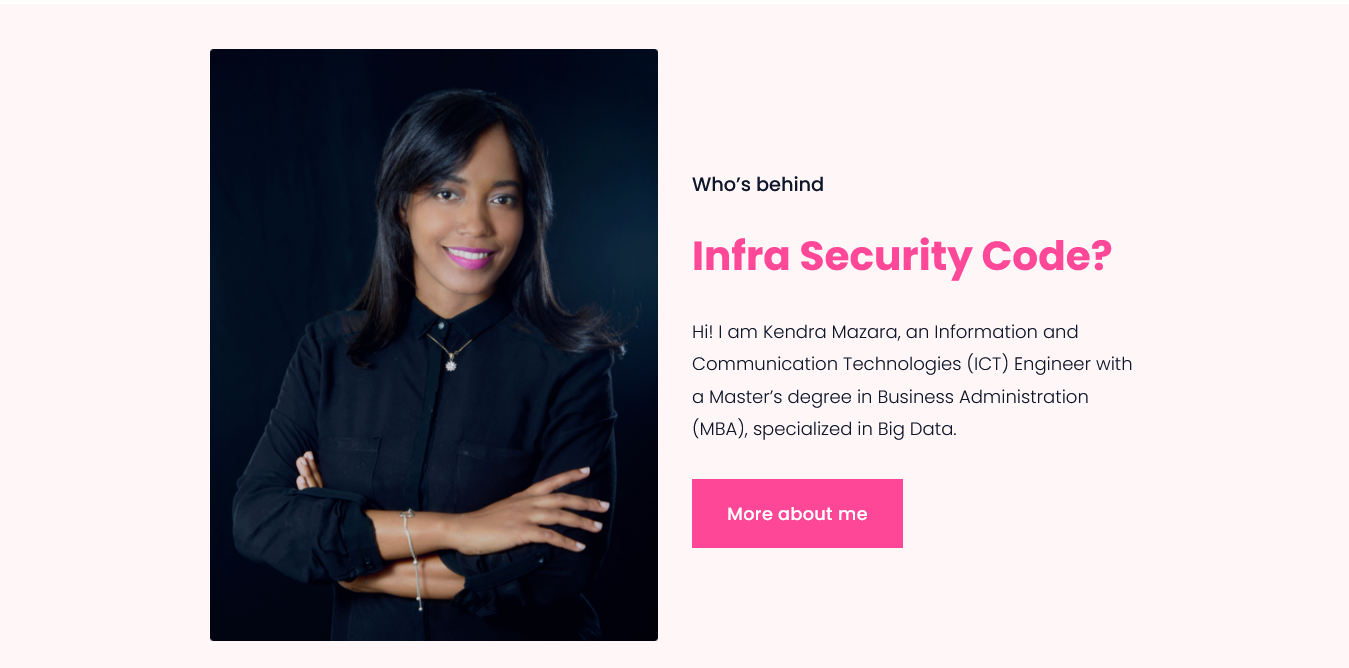 Who’s behind
Infra Security Code?
Hi! I am Kendra Mazara, an Information and
Communication Technologies (ICT) Engineer with
a Master’s degree in Business Administration
(MBA), specialized in Big Data.
More about me